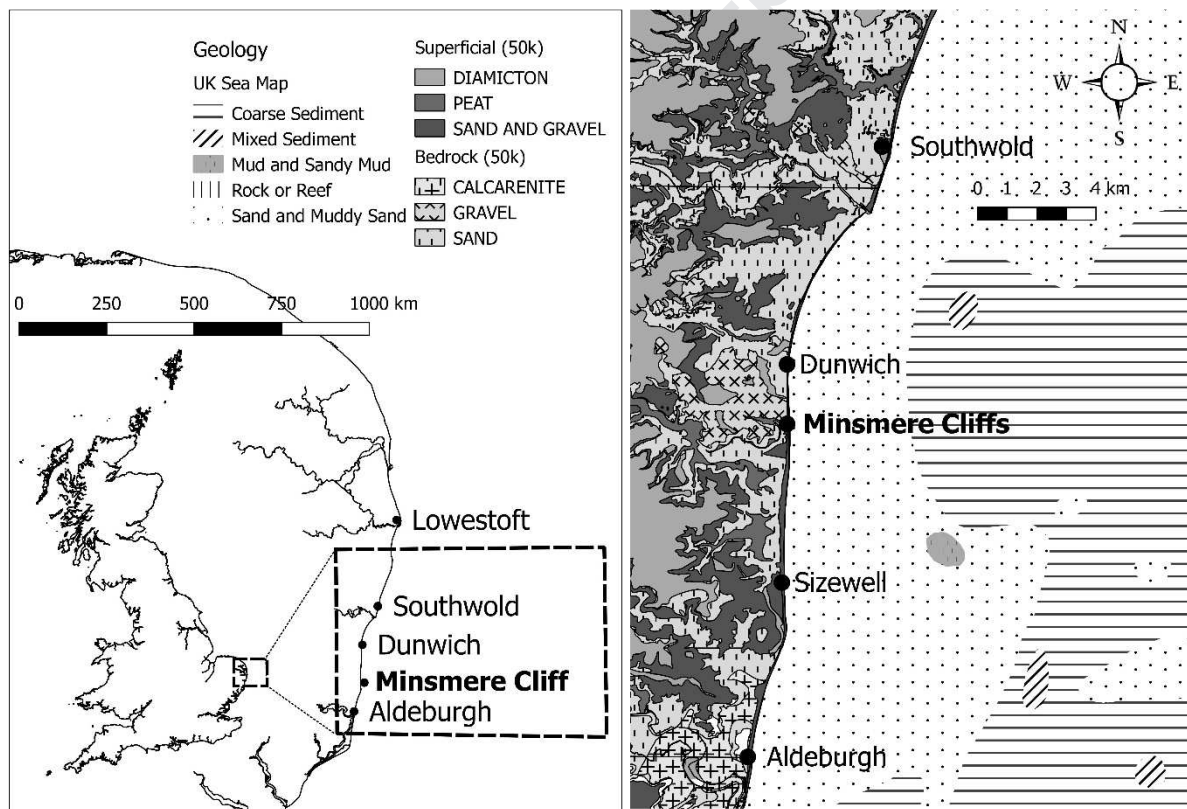 Geology
UK Sea Map
Coarse Sediment
Mixed Sediment
Mud and Sandy Mud
Rock or Reef
Sand and Muddy Sand
Superficial (50k)
DIAMICTON
PEAT
SAND AND GRAVEL
Bedrock (50k)
CALCARENITE
GRAVEL
SAND
0 250 500 750 1000 km
Lowestoft
Southwold
Dunwich
Minsmere Cliff
Aldeburgh
N
W E
S
Southwold
0 1 2 3 4 km
Dunwich
Minsmere Cliffs
Sizewell
Aldeburgh